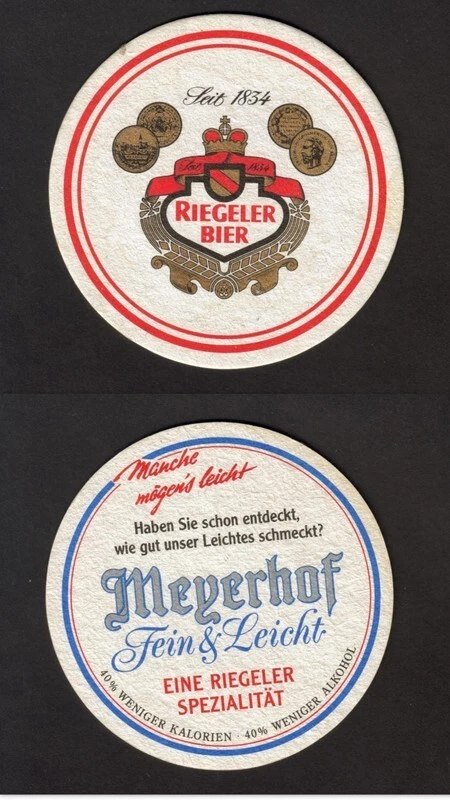 Seit 1834
Seit 1834
RIEGELER
BIER
Manche
mögen's leicht
Haben Sie schon entdeckt,
wie gut unser Leichtes schmeckt?
Meyerhof
Fein & Leicht
EINE RIEGELER
SPEZIALITÄT
40% WENIGER KALORIEN · 40% WENIGER ALKOHOL